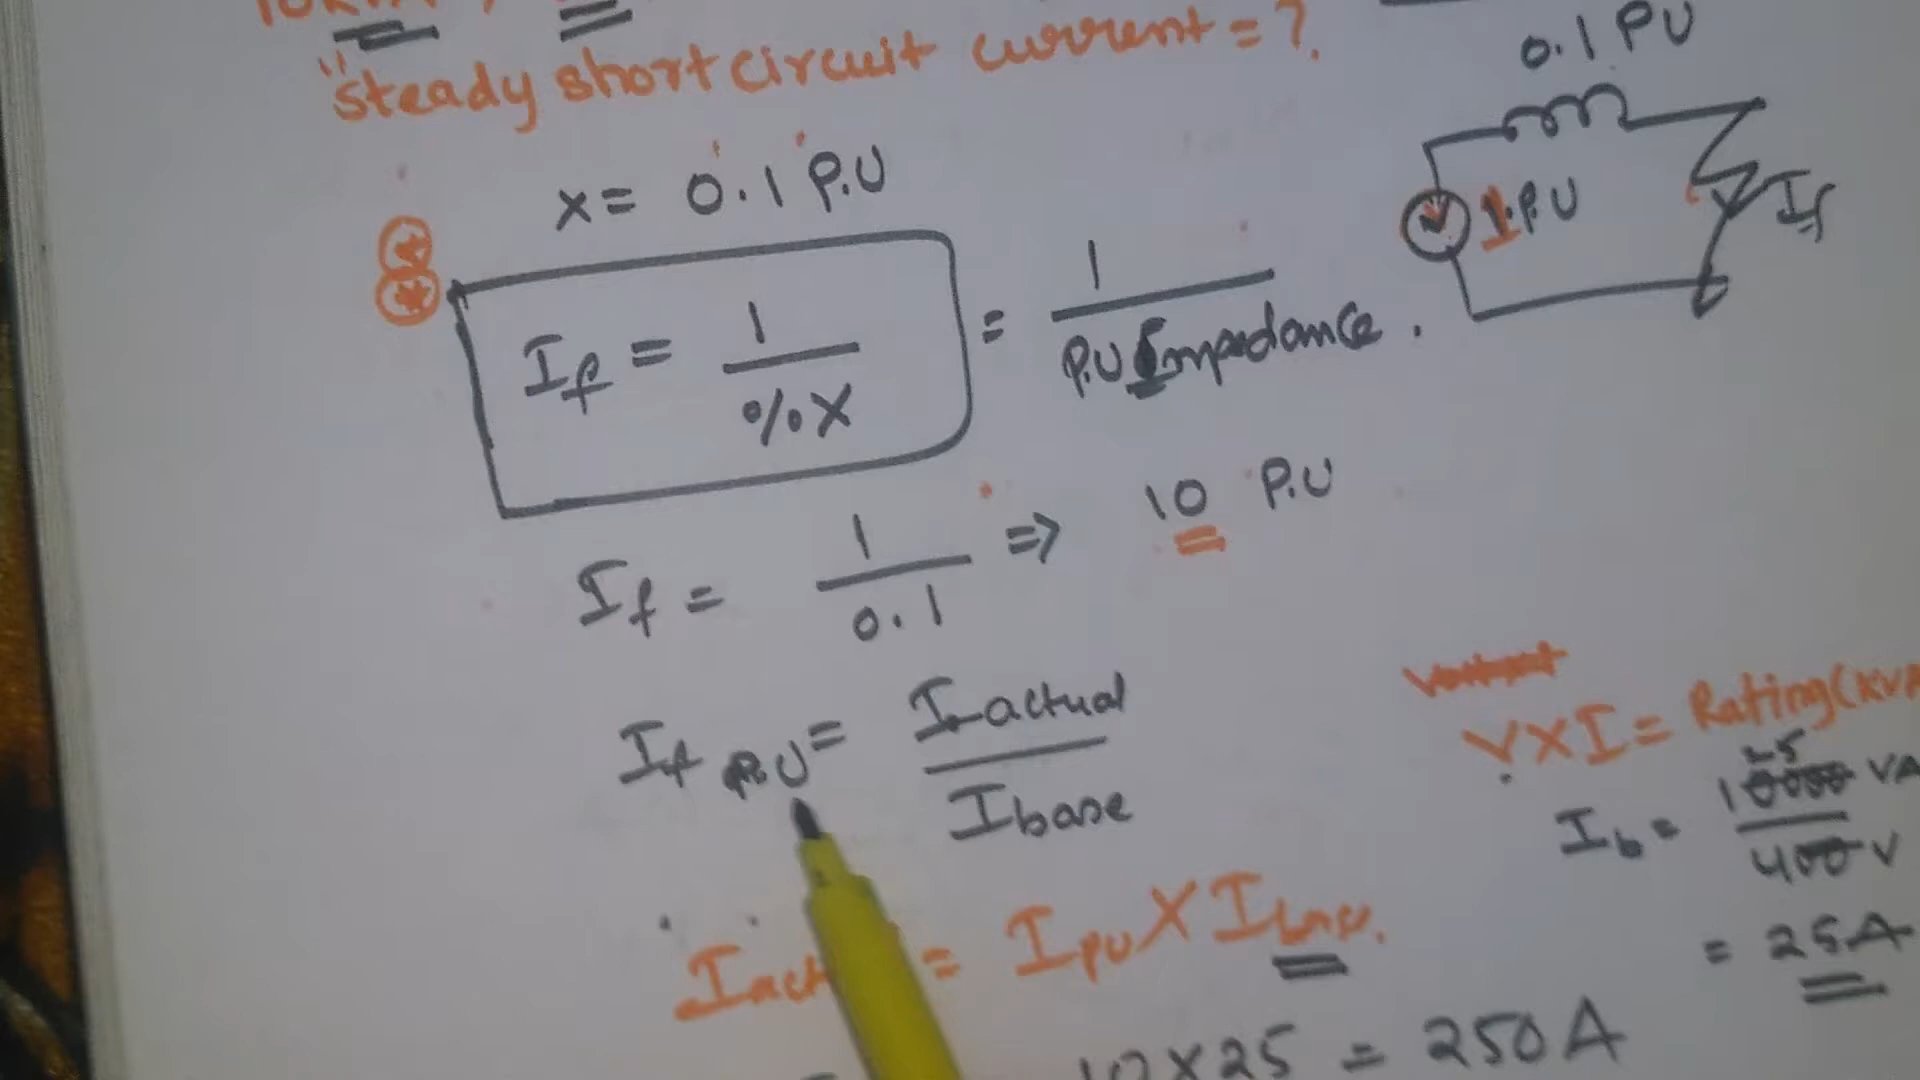 "Steady short circuit current = ?.
0.1 PU
x = 0.1 P.U
1 P.U
If
If = 1 / %X = 1 / P.U Impedance.
If = 1 / 0.1 => 10 P.U
If P.U = I actual / I base
V X I = Rating (KVA
Ib = 10000 VA / 400 V
25
= 25A
Iact = IPU X Ibase.
10 X 25 = 250 A